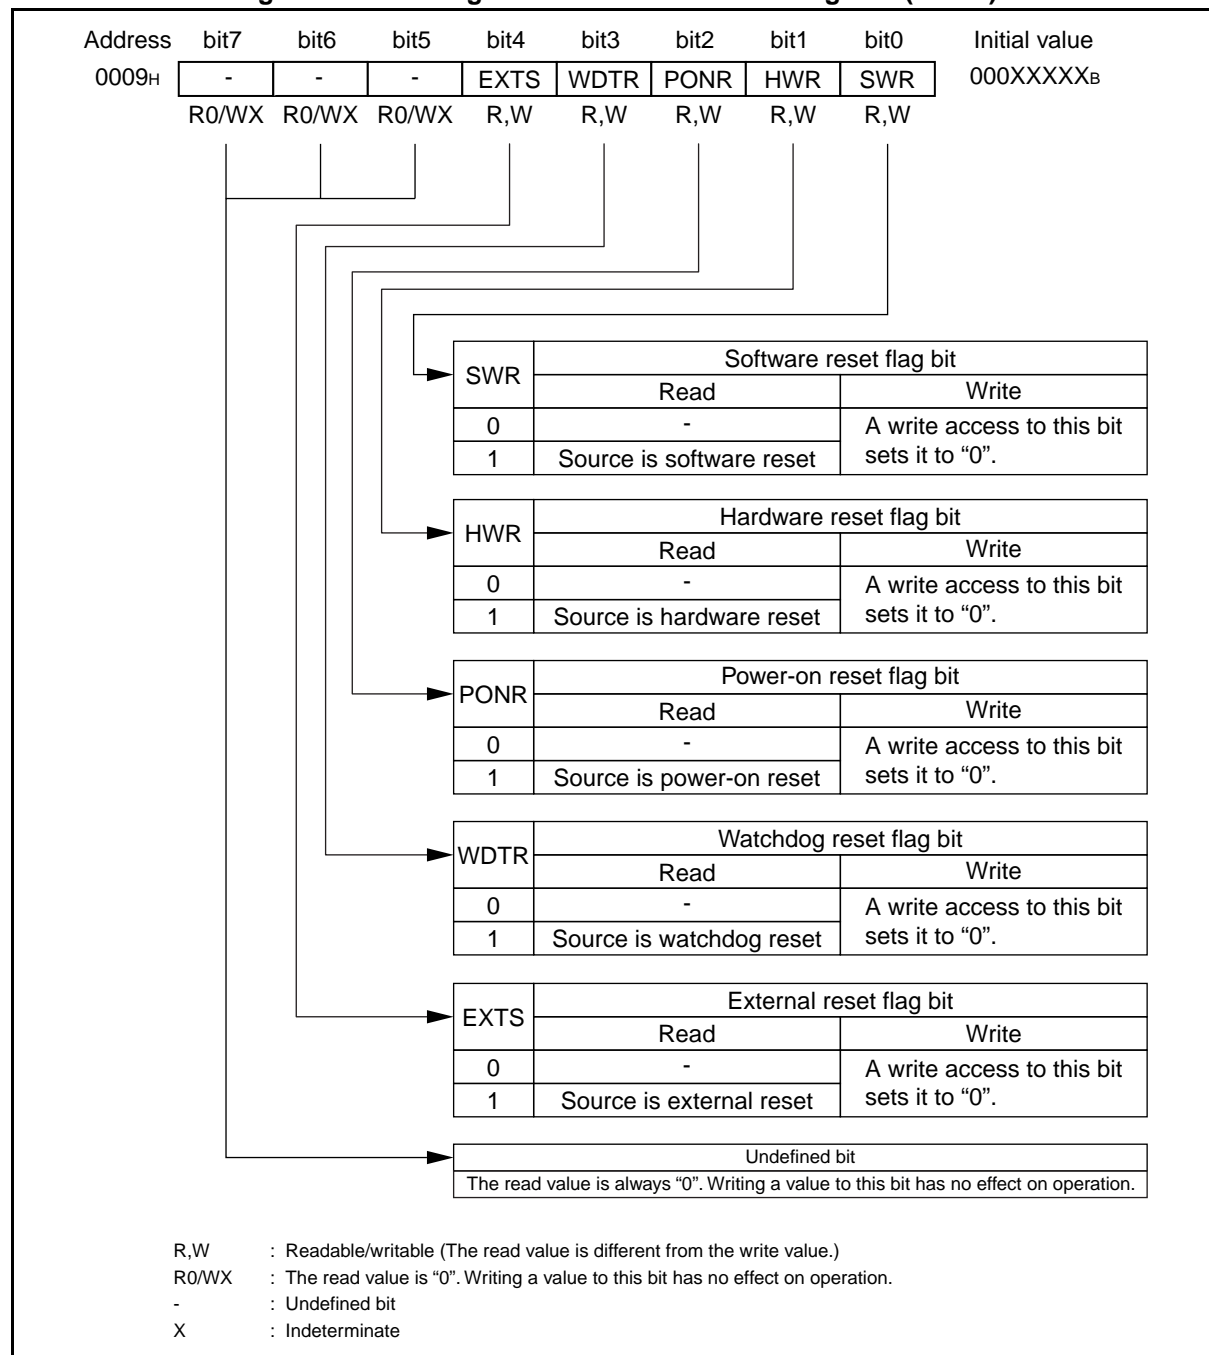 Address bit7 bit6 bit5 bit4 bit3 bit2 bit1 bit0 Initial value
0009H - - - EXTS WDTR PONR HWR SWR 000XXXXXB
R0/WX R0/WX R0/WX R,W R,W R,W R,W R,W
SWR Software reset flag bit
Read Write
0 - A write access to this bit
1 Source is software reset sets it to “0”.
HWR Hardware reset flag bit
Read Write
0 - A write access to this bit
1 Source is hardware reset sets it to “0”.
PONR Power-on reset flag bit
Read Write
0 - A write access to this bit
1 Source is power-on reset sets it to “0”.
WDTR Watchdog reset flag bit
Read Write
0 - A write access to this bit
1 Source is watchdog reset sets it to “0”.
EXTS External reset flag bit
Read Write
0 - A write access to this bit
1 Source is external reset sets it to “0”.
Undefined bit
The read value is always “0”. Writing a value to this bit has no effect on operation.
R,W : Readable/writable (The read value is different from the write value.)
R0/WX : The read value is “0”. Writing a value to this bit has no effect on operation.
- : Undefined bit
X : Indeterminate